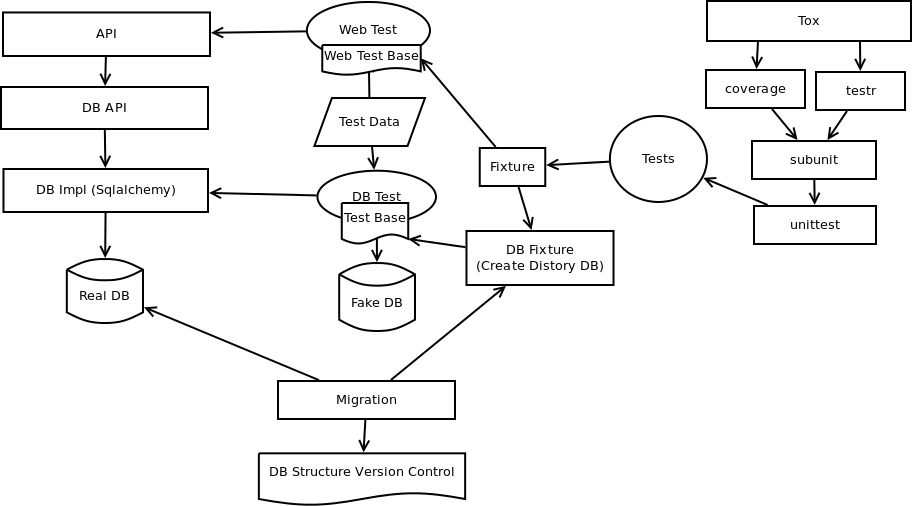 API
Web Test
Web Test Base
Tox
coverage
testr
DB API
Test Data
Tests
subunit
Fixture
DB Impl (Sqlalchemy)
DB Test
Test Base
unittest
DB Fixture
(Create Distory DB)
Real DB
Fake DB
Migration
DB Structure Version Control